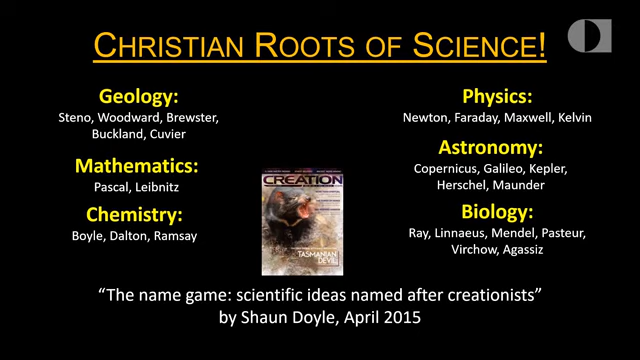 CHRISTIAN ROOTS OF SCIENCE!
Geology:
Steno, Woodward, Brewster,
Buckland, Cuvier
Mathematics:
Pascal, Leibnitz
Chemistry:
Boyle, Dalton, Ramsay
Physics:
Newton, Faraday, Maxwell, Kelvin
Astronomy:
Copernicus, Galileo, Kepler,
Herschel, Maunder
Biology:
Ray, Linnaeus, Mendel, Pasteur,
Virchow, Agassiz
CREATION
TASMANIAN
DEVIL
“The name game: scientific ideas named after creationists”
by Shaun Doyle, April 2015